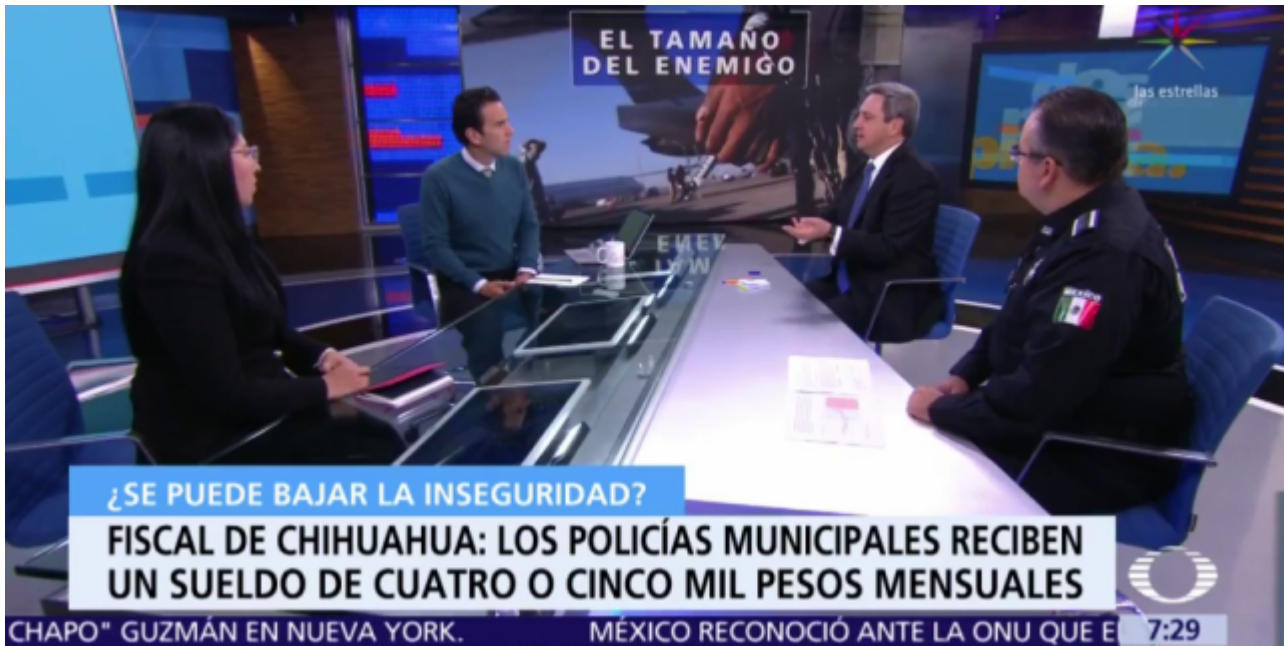 EL TAMAÑO
DEL ENEMIGO
las estrellas
MÉXICO
¿SE PUEDE BAJAR LA INSEGURIDAD?
FISCAL DE CHIHUAHUA: LOS POLICÍAS MUNICIPALES RECIBEN
UN SUELDO DE CUATRO O CINCO MIL PESOS MENSUALES
CHAPO" GUZMÁN EN NUEVA YORK. MÉXICO RECONOCIÓ ANTE LA ONU QUE E
7:29